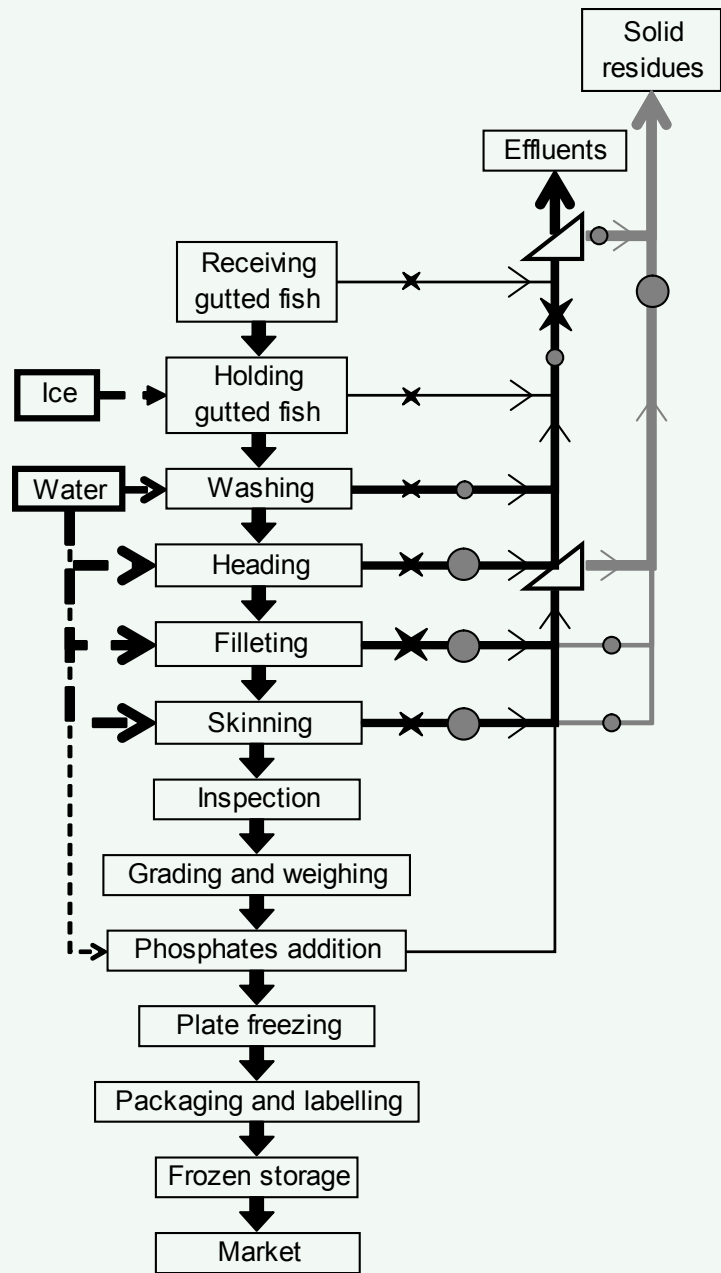 Solid
residues
Effluents
Receiving
gutted fish
Holding
gutted fish
Ice
Water
Washing
Heading
Filleting
Skinning
Inspection
Grading and weighing
Phosphates addition
Plate freezing
Packaging and labelling
Frozen storage
Market